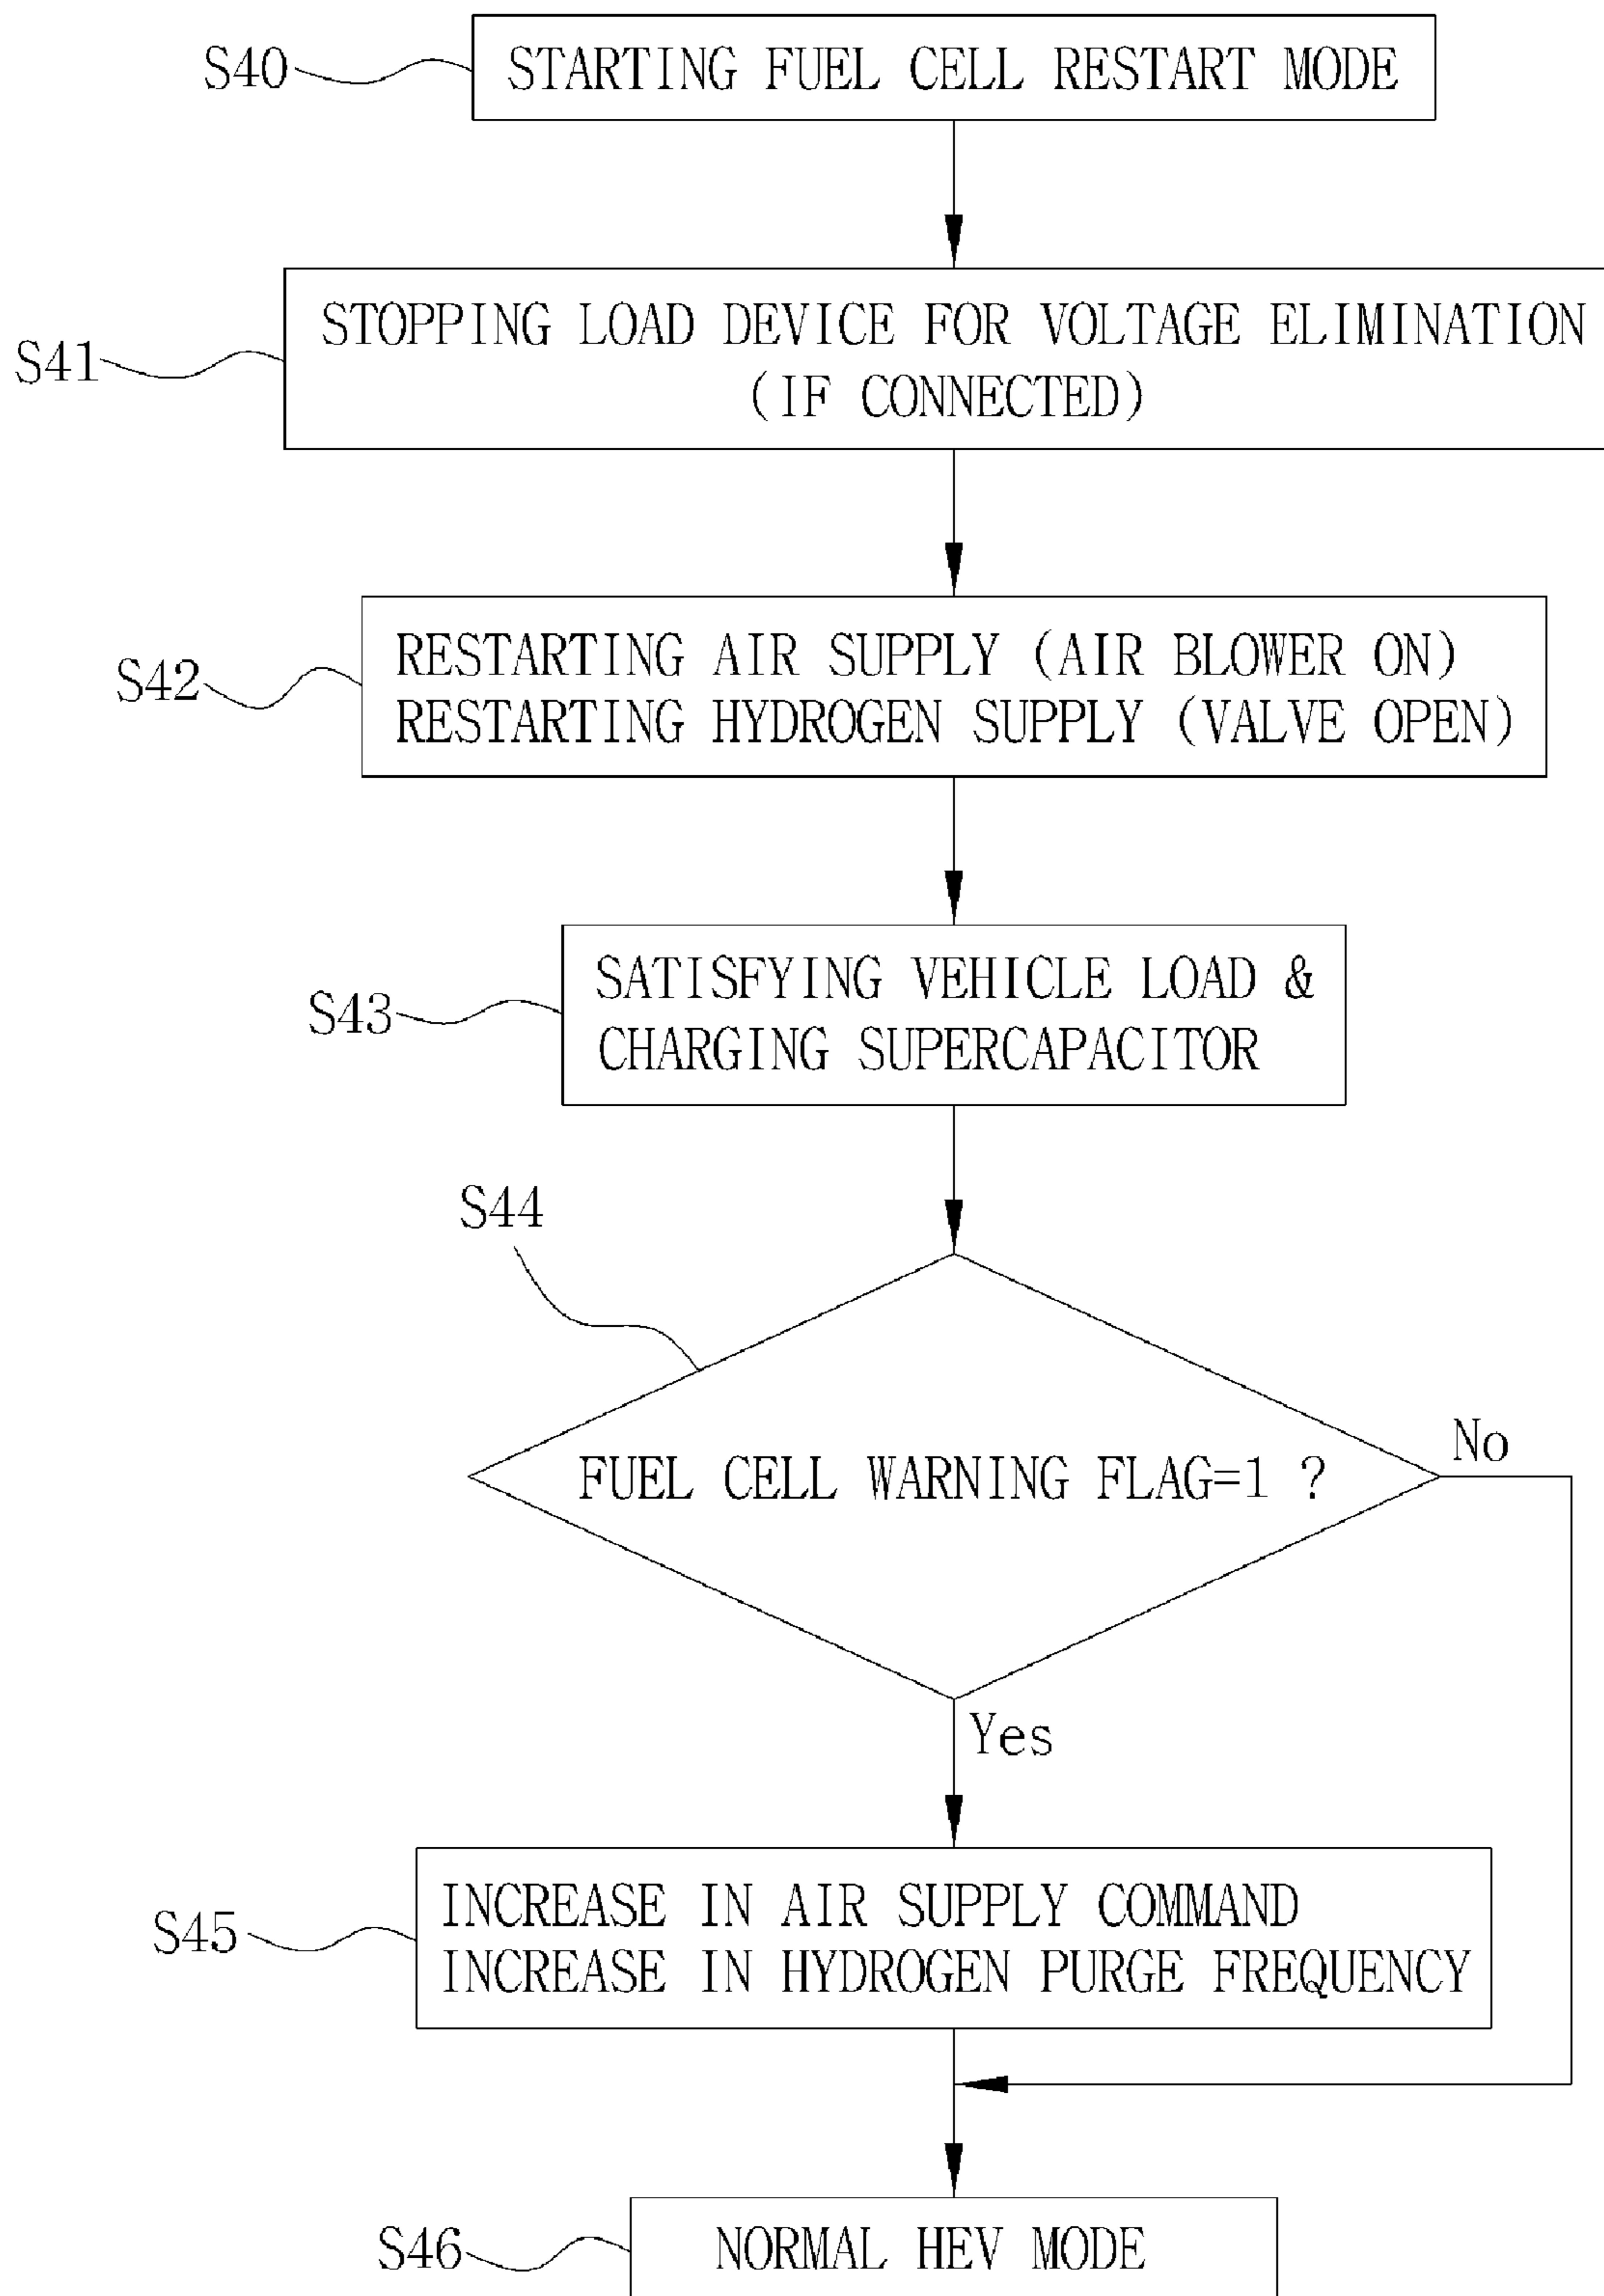 S40
STARTING FUEL CELL RESTART MODE
S41
STOPPING LOAD DEVICE FOR VOLTAGE ELIMINATION
(IF CONNECTED)
S42
RESTARTING AIR SUPPLY (AIR BLOWER ON)
RESTARTING HYDROGEN SUPPLY (VALVE OPEN)
S43
SATISFYING VEHICLE LOAD &
CHARGING SUPERCAPACITOR
S44
FUEL CELL WARNING FLAG=1 ?
No
Yes
S45
INCREASE IN AIR SUPPLY COMMAND
INCREASE IN HYDROGEN PURGE FREQUENCY
S46
NORMAL HEV MODE